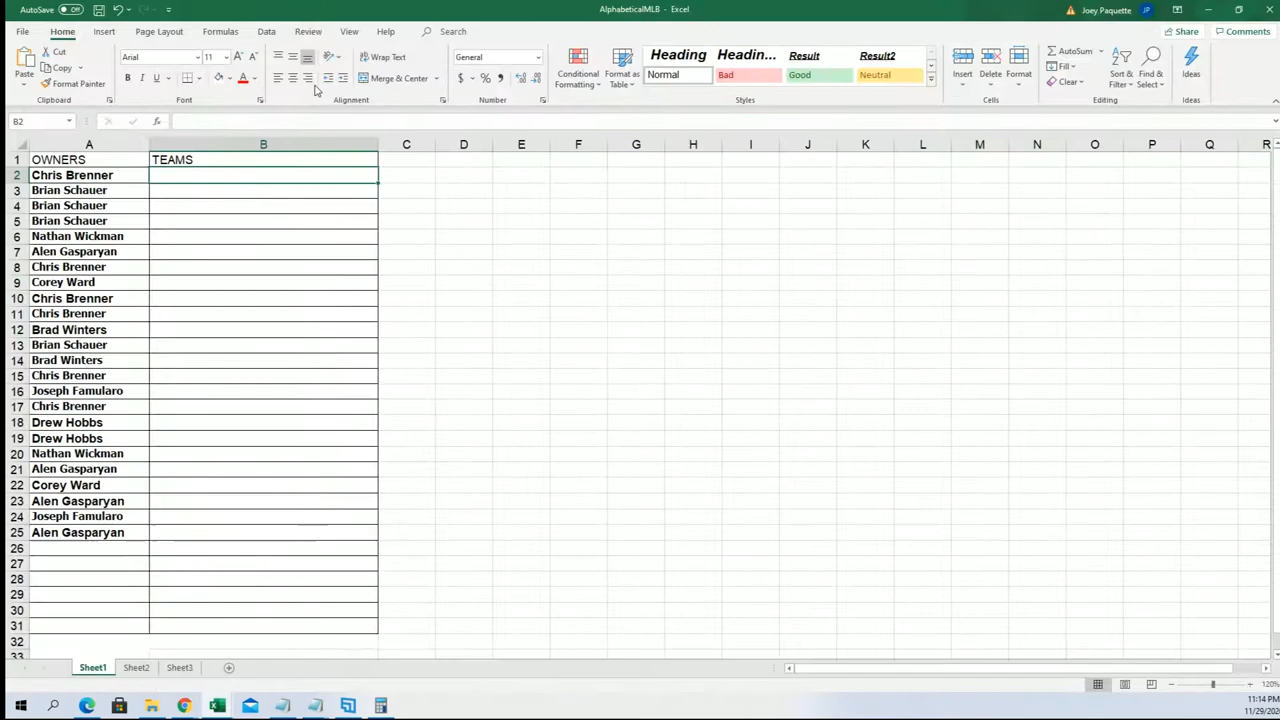 AutoSave Off
AlphabeticalMLB - Excel
Joey Paquette JP
File Home Insert Page Layout Formulas Data Review View Help Search
Share Comments
Paste Cut Copy Format Painter Clipboard
Arial 11 Font
Wrap Text Merge & Center Alignment
General Number
Conditional Formatting Format as Table
Heading Headin... Result Result2
Normal Bad Good Neutral
Styles
Insert Delete Format Cells
AutoSum Fill Clear Sort & Filter Find & Select Editing
Ideas Ideas
B2 fx
A B C D E F G H I J K L M N O P Q R
1 OWNERS TEAMS
2 Chris Brenner
3 Brian Schauer
4 Brian Schauer
5 Brian Schauer
6 Nathan Wickman
7 Alen Gasparyan
8 Chris Brenner
9 Corey Ward
10 Chris Brenner
11 Chris Brenner
12 Brad Winters
13 Brian Schauer
14 Brad Winters
15 Chris Brenner
16 Joseph Famularo
17 Chris Brenner
18 Drew Hobbs
19 Drew Hobbs
20 Nathan Wickman
21 Alen Gasparyan
22 Corey Ward
23 Alen Gasparyan
24 Joseph Famularo
25 Alen Gasparyan
26
27
28
29
30
31
32
33
Sheet1 Sheet2 Sheet3
120%
11:14 PM